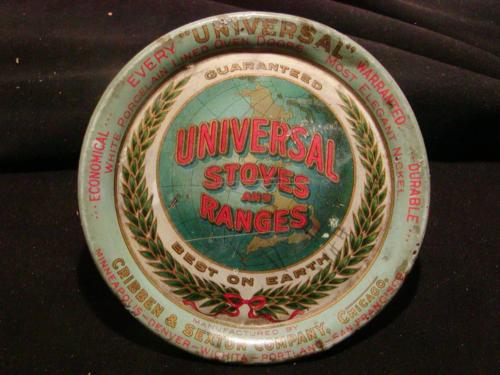 EVERY "UNIVERSAL" WARRANTED
... ECONOMICAL ...
... DURABLE ...
WHITE PORCELAIN LINED OVEN DOORS MOST ELEGANT NICKEL
GUARANTEED
UNIVERSAL
STOVES
AND
RANGES
BEST ON EARTH
MANUFACTURED BY
CRIBBEN & SEXTON COMPANY, CHICAGO.
MINNEAPOLIS-DENVER-WICHITA-PORTLAND-SAN FRANCISCO